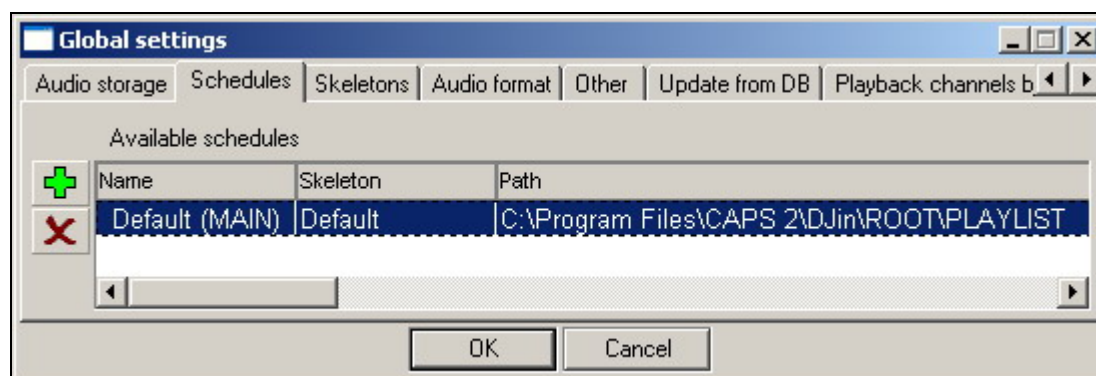 Global settings
Audio storage Schedules Skeletons Audio format Other Update from DB Playback channels b
Available schedules
Name Skeleton Path
Default (MAIN) Default C:\Program Files\CAPS 2\DJin\ROOT\PLAYLIST
OK Cancel